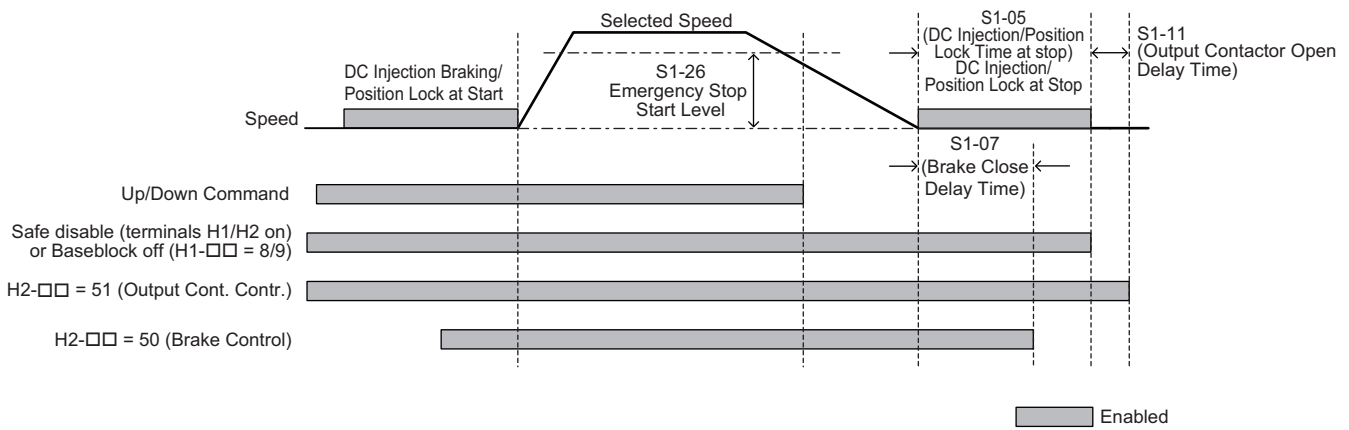 Selected Speed
S1-05
(DC Injection/Position
Lock Time at stop)
DC Injection/
Position Lock at Stop
S1-11
(Output Contactor Open
Delay Time)
DC Injection Braking/
Position Lock at Start
S1-26
Emergency Stop
Start Level
Speed
S1-07
(Brake Close
Delay Time)
Up/Down Command
Safe disable (terminals H1/H2 on)
or Baseblock off (H1-□□ = 8/9)
H2-□□ = 51 (Output Cont. Contr.)
H2-□□ = 50 (Brake Control)
Enabled